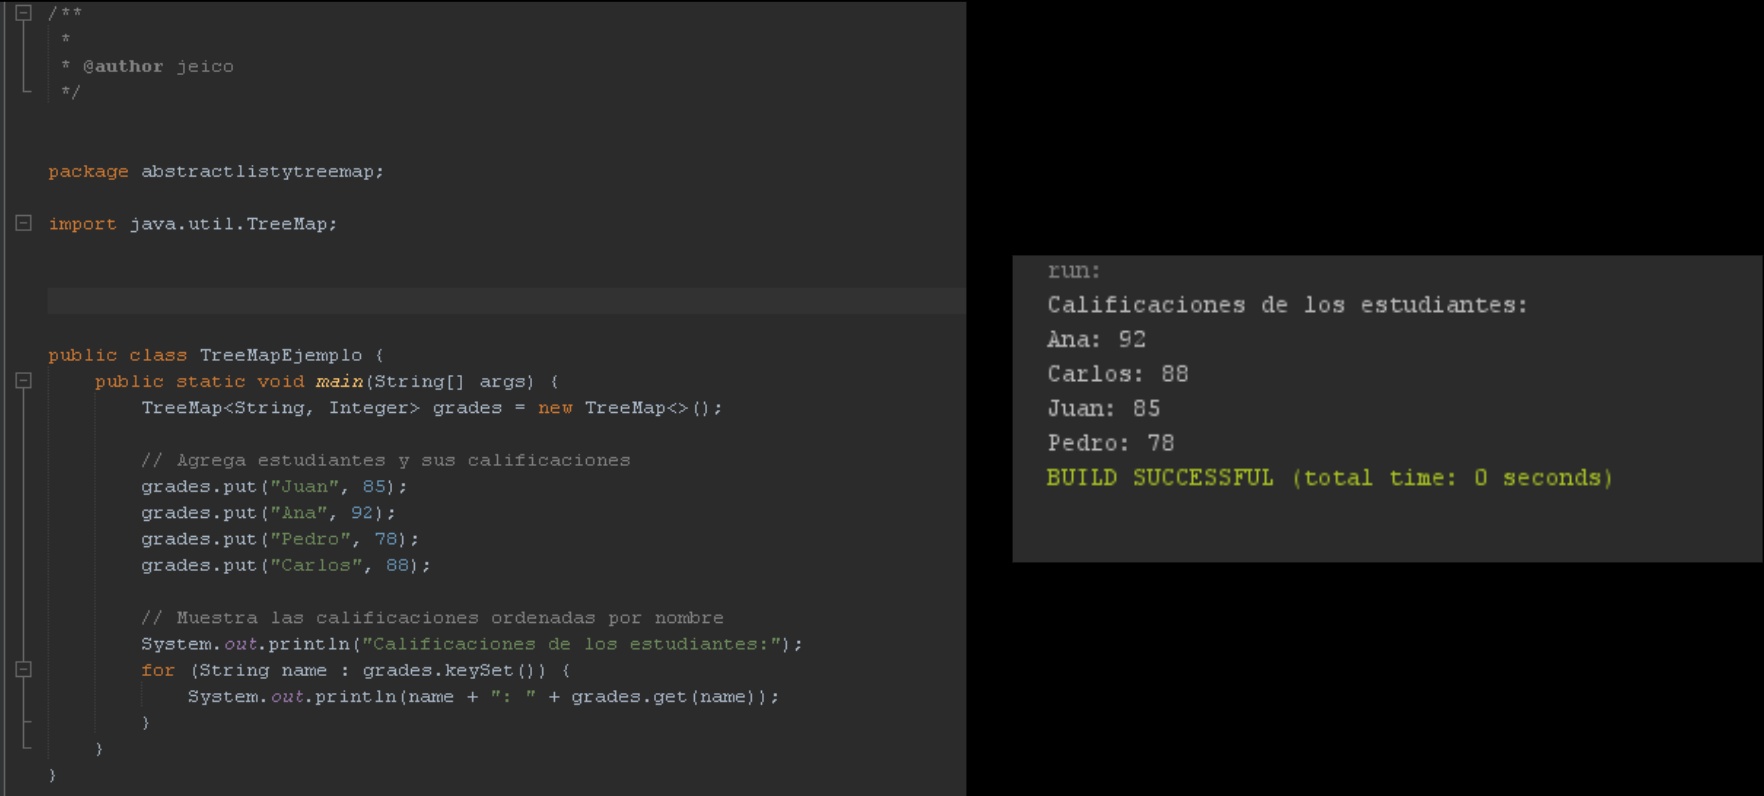 /**
 *
 * @author jeico
 */
package abstractlistytreemap;
import java.util.TreeMap;
public class TreeMapEjemplo {
    public static void main(String[] args) {
        TreeMap<String, Integer> grades = new TreeMap<>();
        // Agrega estudiantes y sus calificaciones
        grades.put("Juan", 85);
        grades.put("Ana", 92);
        grades.put("Pedro", 78);
        grades.put("Carlos", 88);
        // Muestra las calificaciones ordenadas por nombre
        System.out.println("Calificaciones de los estudiantes:");
        for (String name : grades.keySet()) {
            System.out.println(name + ": " + grades.get(name));
        }
    }
}
run:
Calificaciones de los estudiantes:
Ana: 92
Carlos: 88
Juan: 85
Pedro: 78
BUILD SUCCESSFUL (total time: 0 seconds)